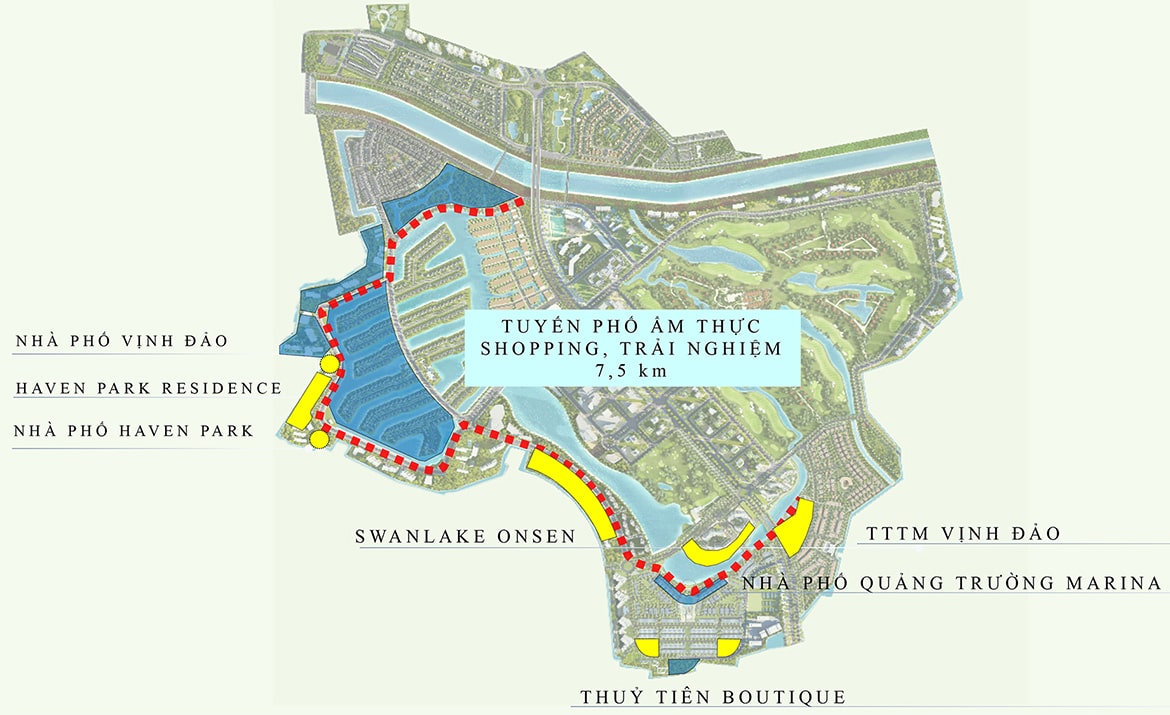 NHÀ PHỐ VỊNH ĐẢO
HAVEN PARK RESIDENCE
NHÀ PHỐ HAVEN PARK
TUYẾN PHỐ ẨM THỰC
SHOPPING, TRẢI NGHIỆM
7,5 km
SWANLAKE ONSEN
TTTM VỊNH ĐẢO
NHÀ PHỐ QUẢNG TRƯỜNG MARINA
THUỶ TIÊN BOUTIQUE